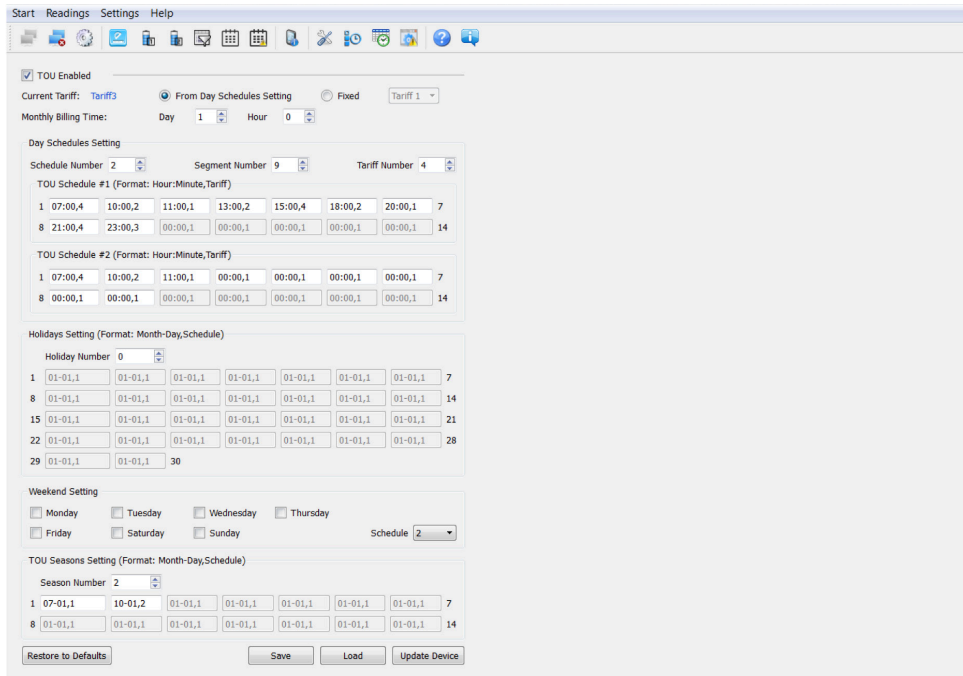 Start Readings Settings Help
TOU Enabled
Current Tariff: Tariff3 From Day Schedules Setting Fixed Tariff 1
Monthly Billing Time: Day 1 Hour 0
Day Schedules Setting
Schedule Number 2 Segment Number 9 Tariff Number 4
TOU Schedule #1 (Format: Hour:Minute,Tariff)
1 07:00,4 10:00,2 11:00,1 13:00,2 15:00,4 18:00,2 20:00,1 7
8 21:00,4 23:00,3 00:00,1 00:00,1 00:00,1 00:00,1 00:00,1 14
TOU Schedule #2 (Format: Hour:Minute,Tariff)
1 07:00,4 10:00,2 11:00,1 00:00,1 00:00,1 00:00,1 00:00,1 7
8 00:00,1 00:00,1 00:00,1 00:00,1 00:00,1 00:00,1 00:00,1 14
Holidays Setting (Format: Month-Day,Schedule)
Holiday Number 0
1 01-01,1 01-01,1 01-01,1 01-01,1 01-01,1 01-01,1 01-01,1 7
8 01-01,1 01-01,1 01-01,1 01-01,1 01-01,1 01-01,1 01-01,1 14
15 01-01,1 01-01,1 01-01,1 01-01,1 01-01,1 01-01,1 01-01,1 21
22 01-01,1 01-01,1 01-01,1 01-01,1 01-01,1 01-01,1 01-01,1 28
29 01-01,1 01-01,1 30
Weekend Setting
Monday Tuesday Wednesday Thursday
Friday Saturday Sunday Schedule 2
TOU Seasons Setting (Format: Month-Day,Schedule)
Season Number 2
1 07-01,1 10-01,2 01-01,1 01-01,1 01-01,1 01-01,1 01-01,1 7
8 01-01,1 01-01,1 01-01,1 01-01,1 01-01,1 01-01,1 01-01,1 14
Restore to Defaults Save Load Update Device